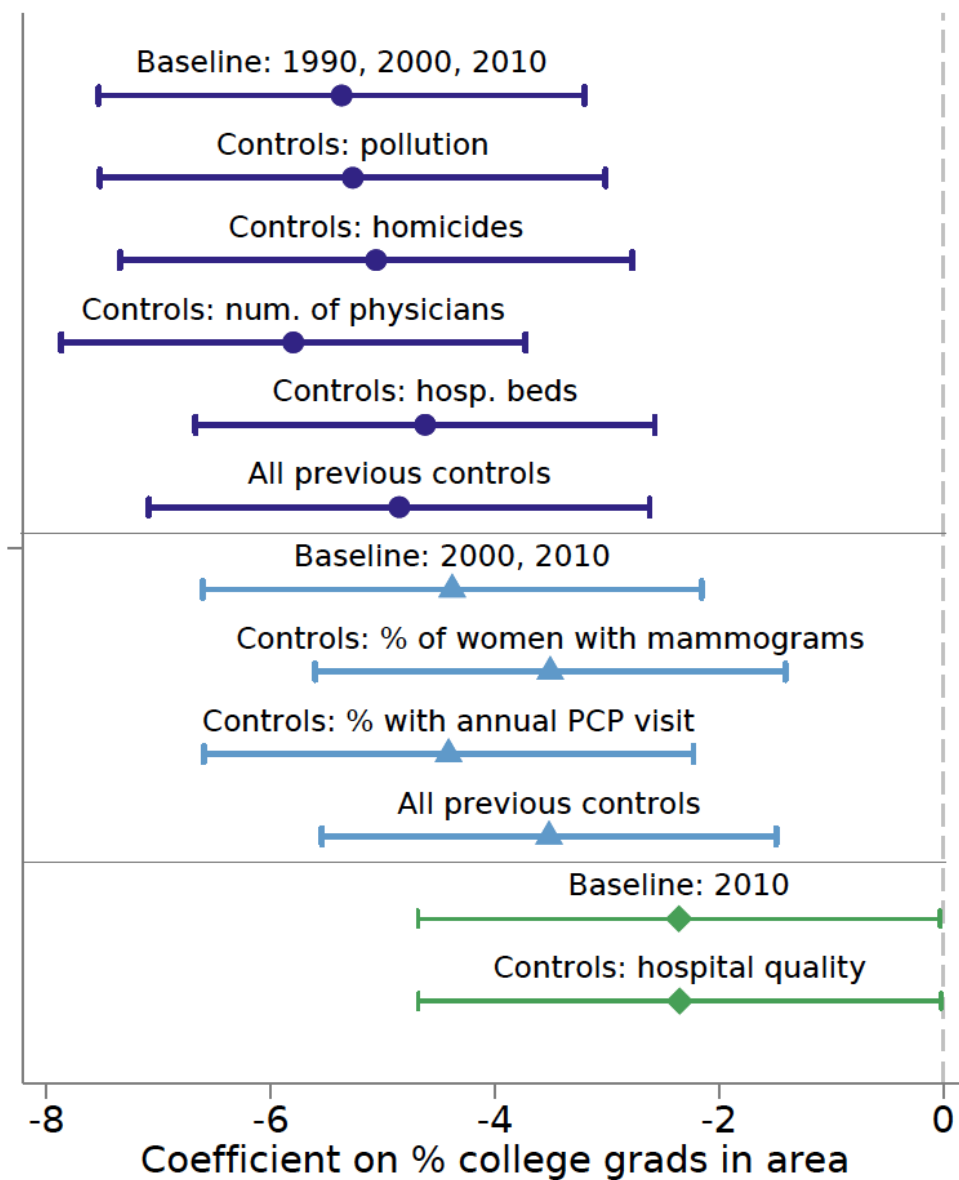 Baseline: 1990, 2000, 2010
Controls: pollution
Controls: homicides
Controls: num. of physicians
Controls: hosp. beds
All previous controls
Baseline: 2000, 2010
Controls: % of women with mammograms
Controls: % with annual PCP visit
All previous controls
Baseline: 2010
Controls: hospital quality
-8 -6 -4 -2 0
Coefficient on % college grads in area